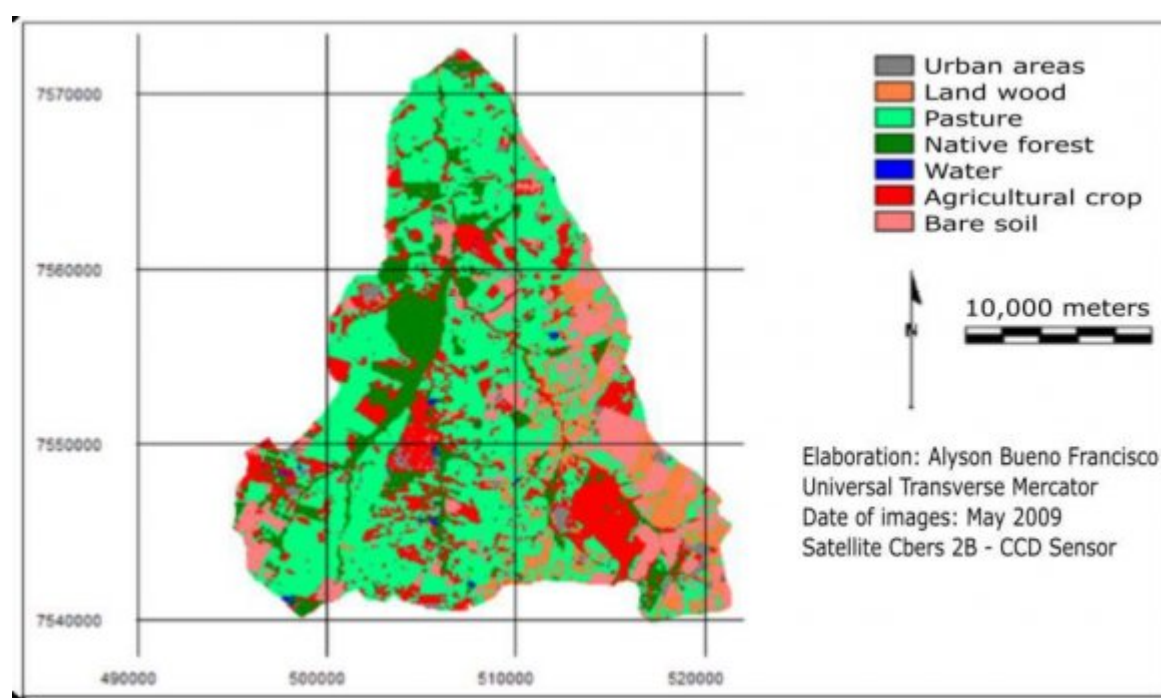 Urban areas
Land wood
Pasture
Native forest
Water
Agricultural crop
Bare soil
7570000
7560000
7550000
7540000
490000
500000
510000
520000
N
10,000 meters
Elaboration: Alyson Bueno Francisco
Universal Transverse Mercator
Date of images: May 2009
Satellite Cbers 2B - CCD Sensor